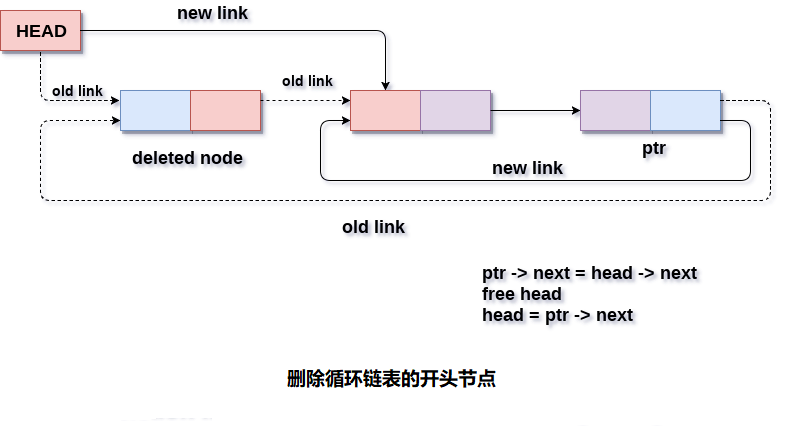 new link
HEAD
old link
old link
deleted node
ptr
new link
old link
ptr -> next = head -> next
free head
head = ptr -> next
删除循环链表的开头节点